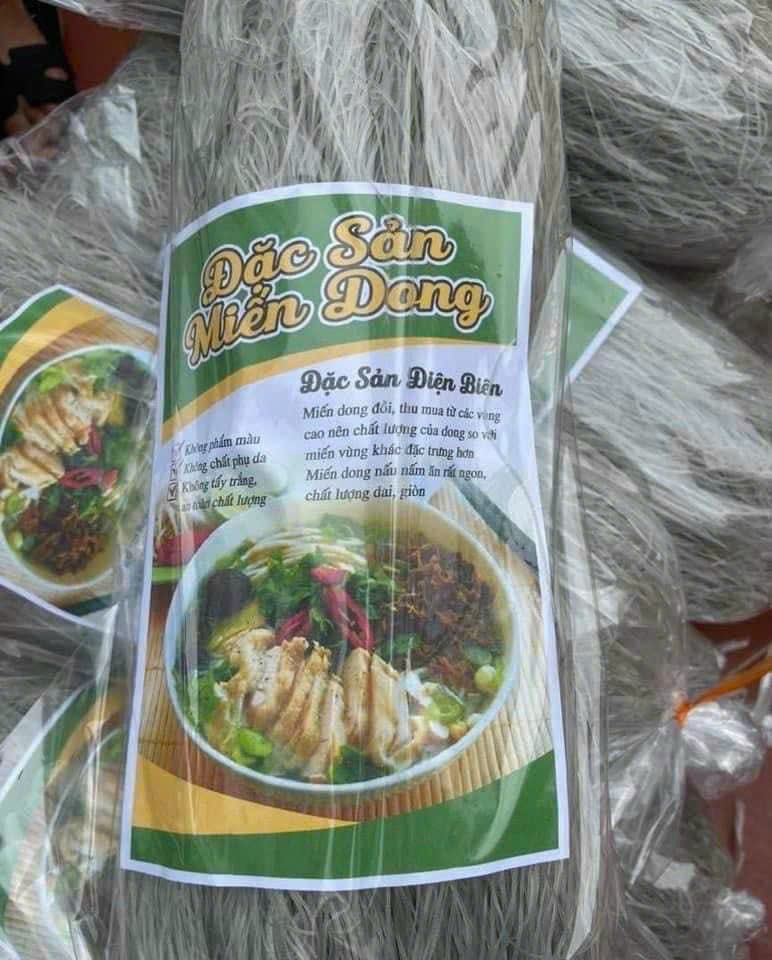 Đặc Sản
Miến Dong
Đặc Sản Điện Biên
Miến dong đồi, thu mua từ các vùng
cao nên chất lượng của dong so với
miến vùng khác đặc trưng hơn
Miến dong nấu nấm ăn rất ngon,
chất lượng dai, giòn
Không phẩm màu
Không chất phụ da
Không tẩy trắng,
an toàn chất lượng